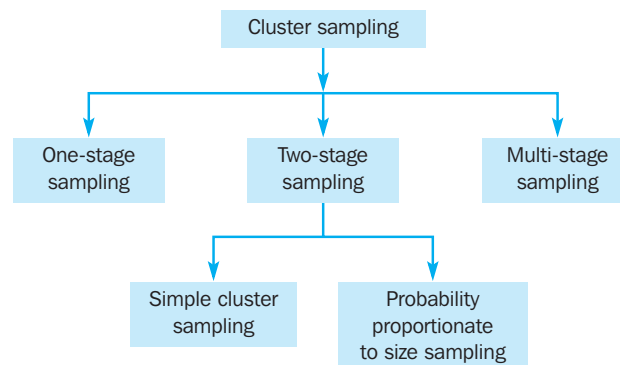 Cluster sampling
One-stage
sampling
Two-stage
sampling
Multi-stage
sampling
Simple cluster
sampling
Probability
proportionate
to size sampling